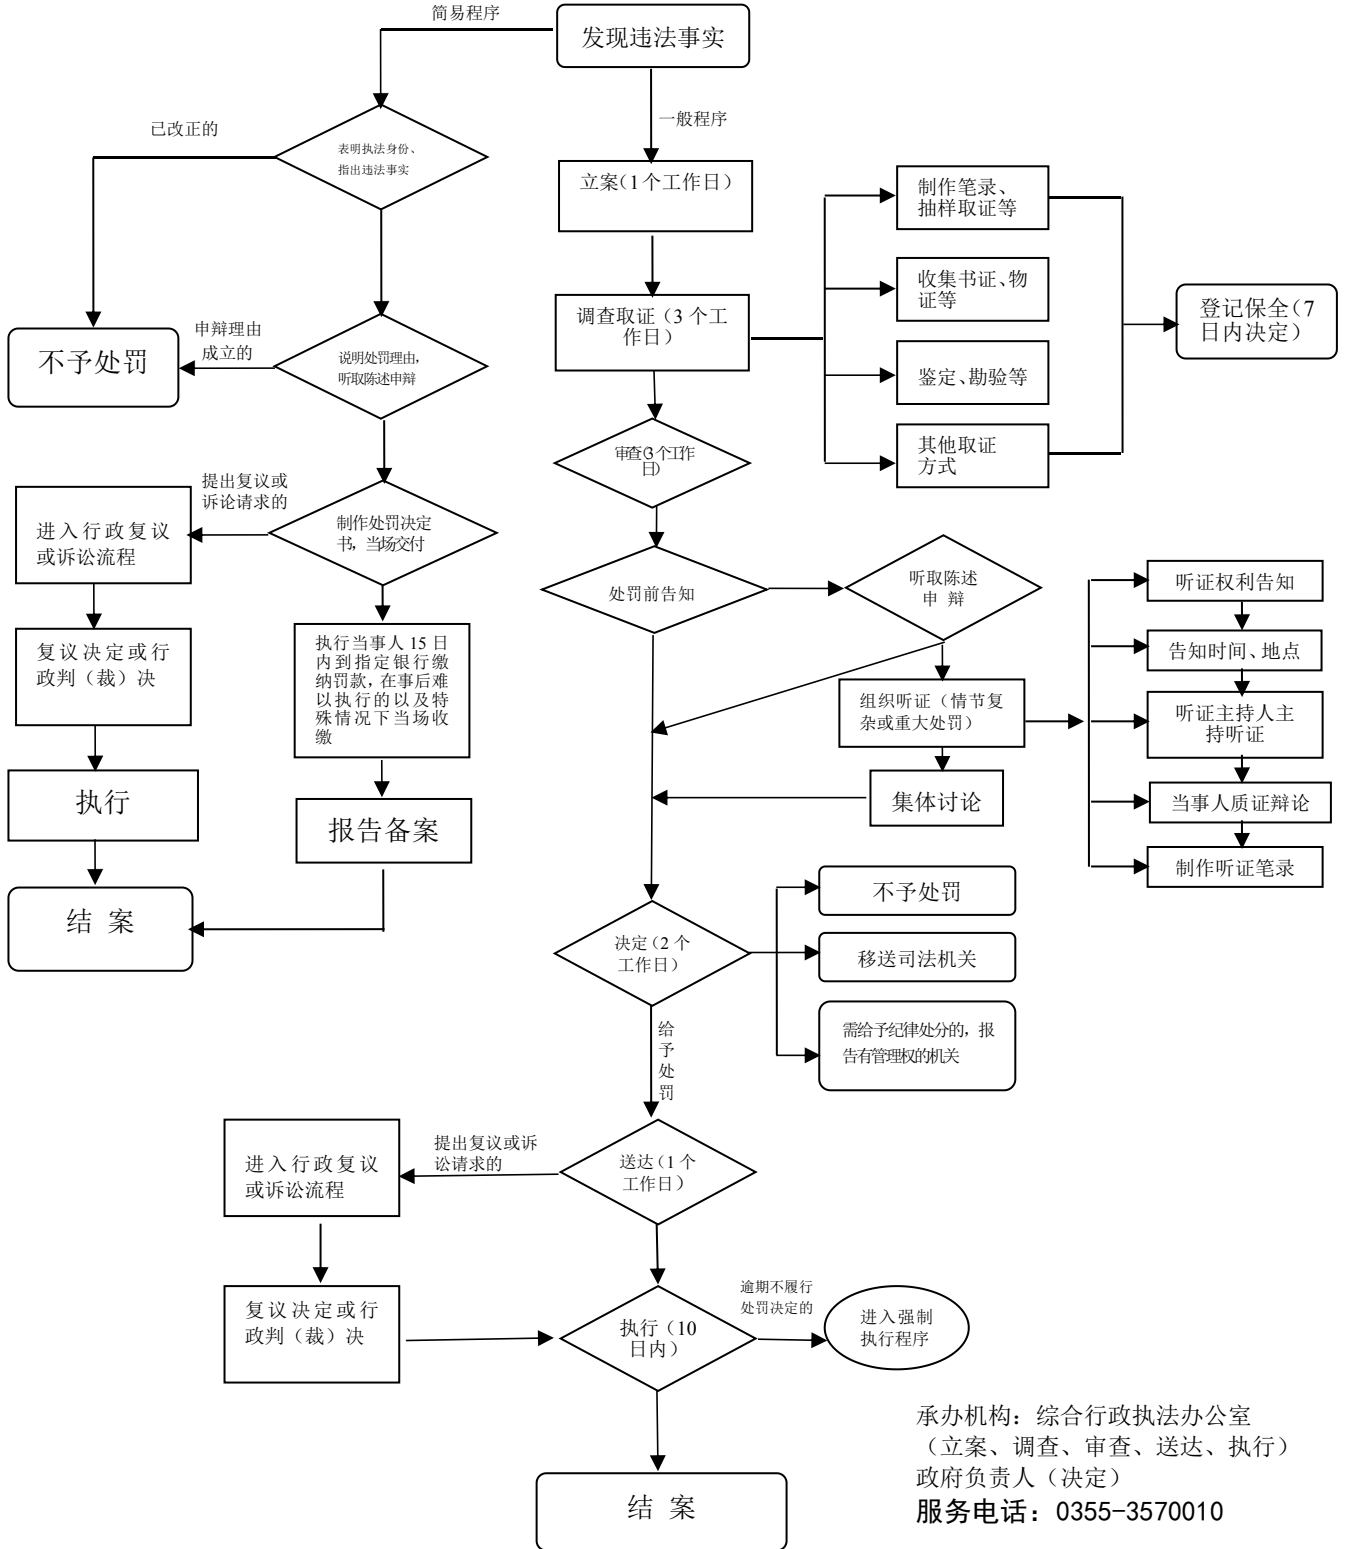 简易程序
发现违法事实
已改正的
一般程序
表明执法身份、
指出违法事实
立案(1个工作日)
制作笔录、
抽样取证等
收集书证、物
证等
登记保全(7
日内决定)
调查取证(3个工
作日)
申辩理由
成立的
不予处罚
说明处罚理由，
听取陈述申辩
鉴定、勘验等
其他取证
方式
审查(3个工作
日)
提出复议或
诉论请求的
进入行政复议
或诉讼流程
制作处罚决定
书，当场交付
处罚前告知
听取陈述
申 辩
听证权利告知
复议决定或行
政判（裁）决
执行当事人15日
内到指定银行缴
纳罚款，在事后难
以执行的以及特
殊情况下当场收
缴
告知时间、地点
组织听证（情节复
杂或重大处罚）
听证主持人主
持听证
执行
报告备案
集体讨论
当事人质证辩论
制作听证笔录
结 案
不予处罚
决定(2个
工作日)
移送司法机关
需给予纪律处分的，报
告有管理权的机关
给
予
处
罚
提出复议或诉
讼请求的
进入行政复议
或诉讼流程
送达(1个
工作日)
复议决定或行
政判（裁）决
执行（10
日内）
逾期不履行
处罚决定的
进入强制
执行程序
结 案
承办机构：综合行政执法办公室
（立案、调查、审查、送达、执行）
政府负责人（决定）
服务电话：0355-3570010